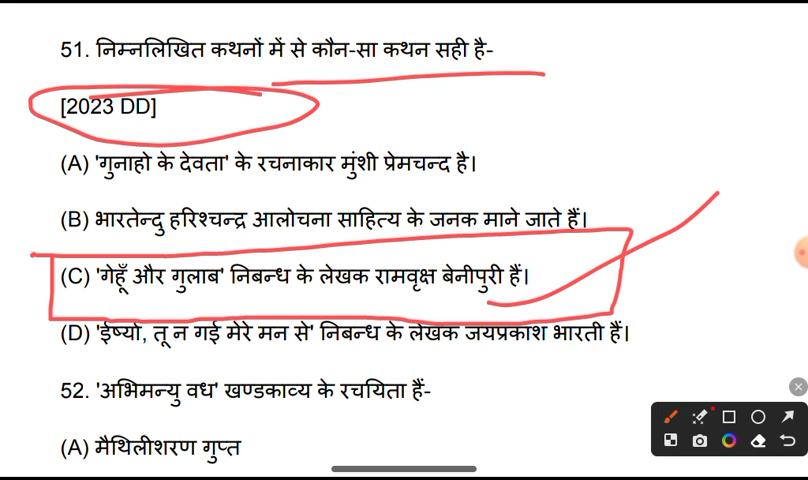 51. निम्नलिखित कथनों में से कौन-सा कथन सही है-
[2023 DD]
(A) 'गुनाहो के देवता' के रचनाकार मुंशी प्रेमचन्द है।
(B) भारतेन्दु हरिश्चन्द्र आलोचना साहित्य के जनक माने जाते हैं।
(C) 'गेहूँ और गुलाब' निबन्ध के लेखक रामवृक्ष बेनीपुरी हैं।
(D) 'ईर्ष्या, तू न गई मेरे मन से' निबन्ध के लेखक जयप्रकाश भारती हैं।
52. 'अभिमन्यु वध' खण्डकाव्य के रचयिता हैं-
(A) मैथिलीशरण गुप्त